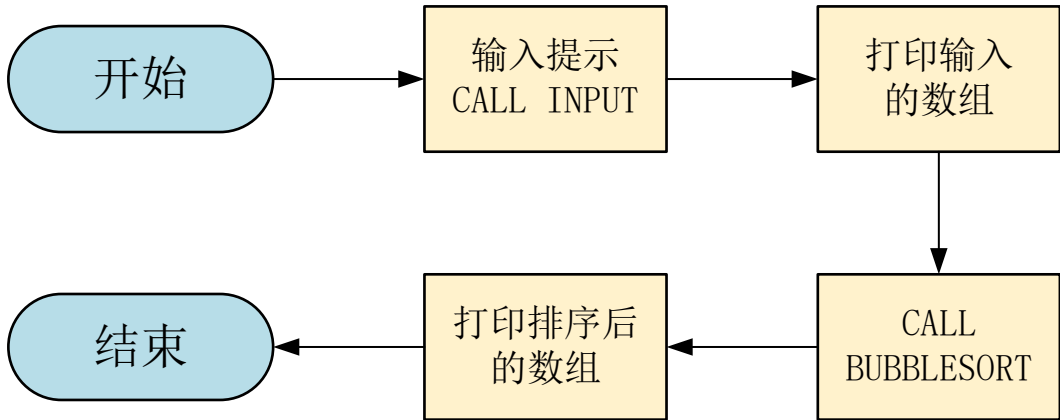 开始
输入提示
CALL INPUT
打印输入
的数组
CALL
BUBBLESORT
打印排序后
的数组
结束